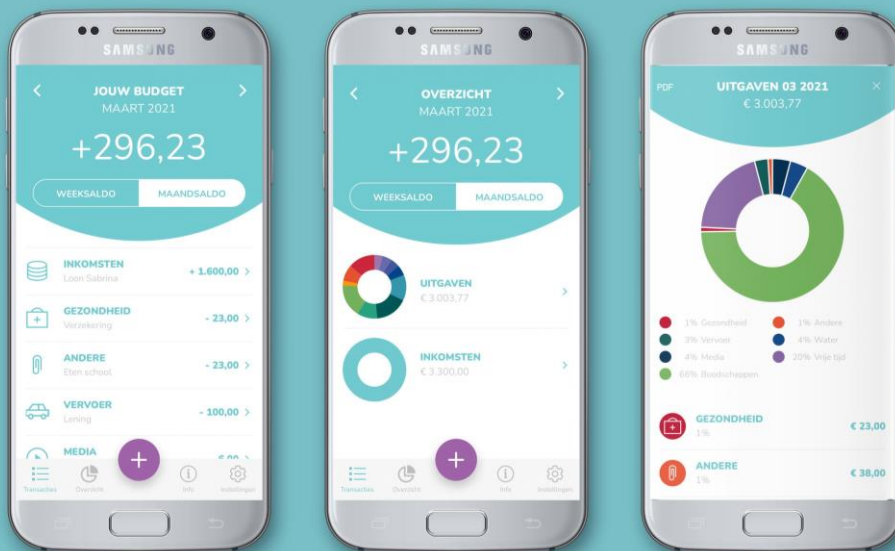 SAMSUNG
JOUW BUDGET
MAART 2021
+296,23
WEEKSALDO
MAANDSALDO
INKOMSTEN
Loon Sabrina
+ 1.600,00
GEZONDHEID
Verzekering
- 23,00
ANDERE
Eten school
- 23,00
VERVOER
Lening
- 100,00
MEDIA
+
Transacties
Overzicht
Info
Instellingen
SAMSUNG
OVERZICHT
MAART 2021
+296,23
WEEKSALDO
MAANDSALDO
UITGAVEN
€ 3.003,77
INKOMSTEN
€ 3.300,00
+
Transacties
Overzicht
Info
Instellingen
SAMSUNG
PDF
UITGAVEN 03 2021
€ 3.003,77
1% Gezondheid
1% Andere
3% Vervoer
4% Water
4% Media
20% Vrije tijd
66% Boodschappen
GEZONDHEID
1%
€ 23,00
ANDERE
1%
€ 38,00